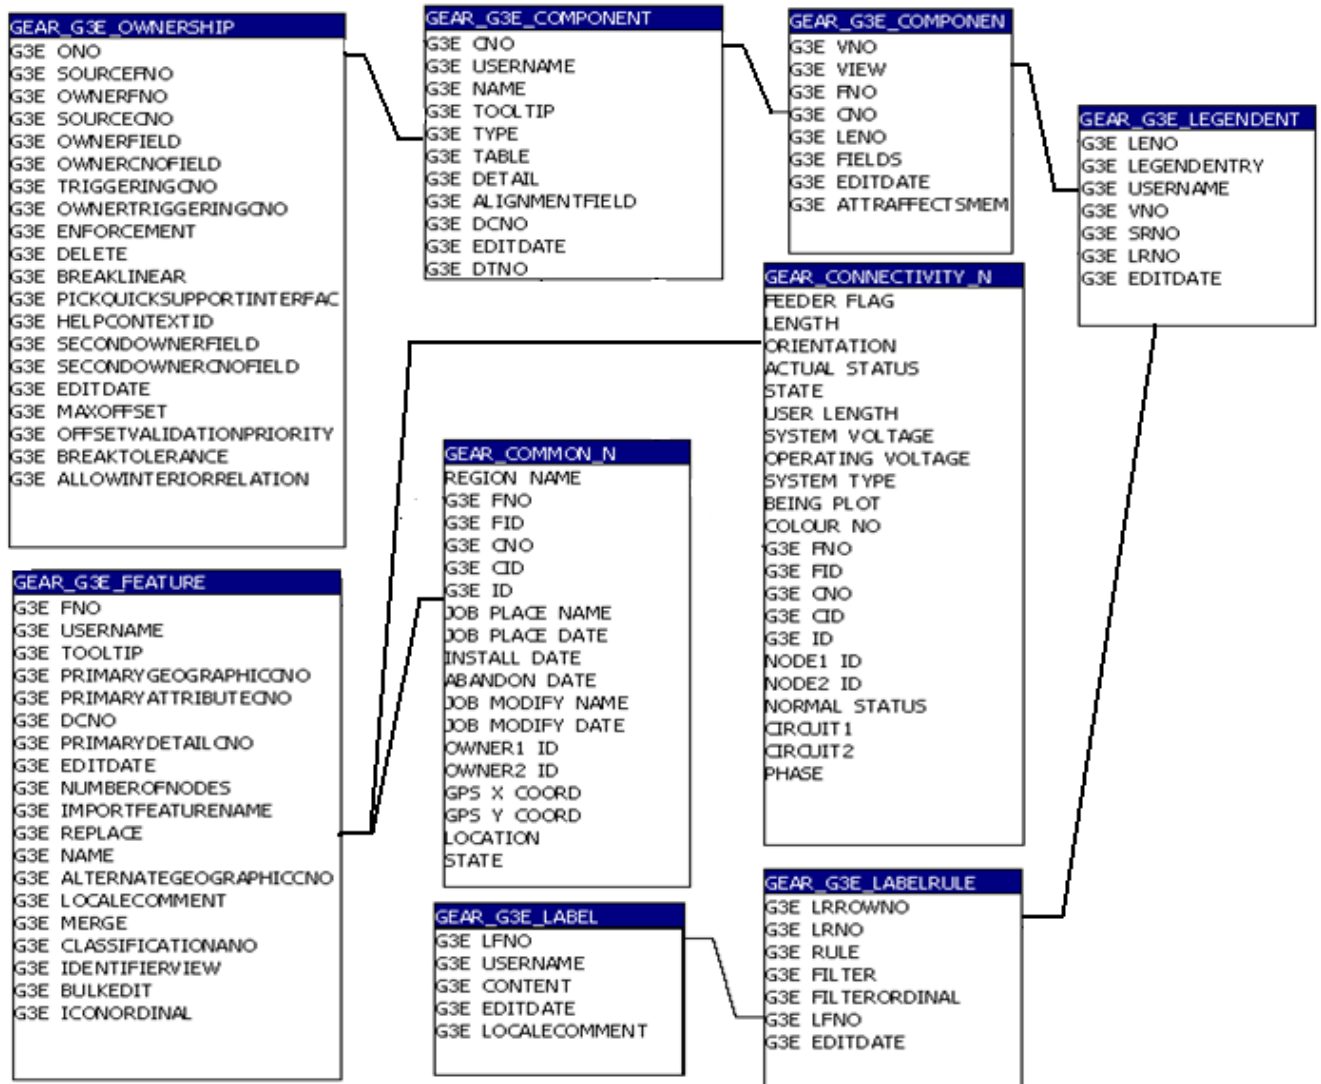 GEAR_G3E_OWNERSHIP
G3E ONO
G3E SOURCEFNO
G3E OWNERFNO
G3E SOURCECNO
G3E OWNERFIELD
G3E OWNERCNOFIELD
G3E TRIGGERINGCNO
G3E OWNERTRIGGERINGCNO
G3E ENFORCEMENT
G3E DELETE
G3E BREAKLINEAR
G3E PICKQUICKSUPPORTINTERFAC
G3E HELPCONTEXTID
G3E SECONDOWNERFIELD
G3E SECONDOWNERCNOFIELD
G3E EDITDATE
G3E MAXOFFSET
G3E OFFSETVALIDATIONPRIORITY
G3E BREAKTOLERANCE
G3E ALLOWINTERIORRELATION
GEAR_G3E_COMPONENT
G3E CNO
G3E USERNAME
G3E NAME
G3E TOOLTIP
G3E TYPE
G3E TABLE
G3E DETAIL
G3E ALIGNMENTFIELD
G3E DCNO
G3E EDITDATE
G3E DTNO
GEAR_G3E_COMPONEN
G3E VNO
G3E VIEW
G3E FNO
G3E CNO
G3E LENO
G3E FIELDS
G3E EDITDATE
G3E ATTRAFFECTSMEM
GEAR_G3E_LEGENDENT
G3E LENO
G3E LEGENDENTRY
G3E USERNAME
G3E VNO
G3E SRNO
G3E LRNO
G3E EDITDATE
GEAR_CONNECTIVITY_N
FEEDER FLAG
LENGTH
ORIENTATION
ACTUAL STATUS
STATE
USER LENGTH
SYSTEM VOLTAGE
OPERATING VOLTAGE
SYSTEM TYPE
BEING PLOT
COLOUR NO
G3E FNO
G3E FID
G3E CNO
G3E CID
G3E ID
NODE1 ID
NODE2 ID
NORMAL STATUS
CIRCUIT1
CIRCUIT2
PHASE
GEAR_COMMON_N
REGION NAME
G3E FNO
G3E FID
G3E CNO
G3E CID
G3E ID
JOB PLACE NAME
JOB PLACE DATE
INSTALL DATE
ABANDON DATE
JOB MODIFY NAME
JOB MODIFY DATE
OWNER1 ID
OWNER2 ID
GPS X COORD
GPS Y COORD
LOCATION
STATE
GEAR_G3E_FEATURE
G3E FNO
G3E USERNAME
G3E TOOLTIP
G3E PRIMARYGEOGRAPHICCNO
G3E PRIMARYATTRIBUTECNO
G3E DCNO
G3E PRIMARYDETAILCNO
G3E EDITDATE
G3E NUMBEROFNODES
G3E IMPORTFEATURENAME
G3E REPLACE
G3E NAME
G3E ALTERNATEGEOGRAPHICCNO
G3E LOCALECOMMENT
G3E MERGE
G3E CLASSIFICATIONANO
G3E IDENTIFIERVIEW
G3E BULKEDIT
G3E ICONORDINAL
GEAR_G3E_LABEL
G3E LFNO
G3E USERNAME
G3E CONTENT
G3E EDITDATE
G3E LOCALECOMMENT
GEAR_G3E_LABELRULE
G3E LRROWNO
G3E LRNO
G3E RULE
G3E FILTER
G3E FILTERORDINAL
G3E LFNO
G3E EDITDATE